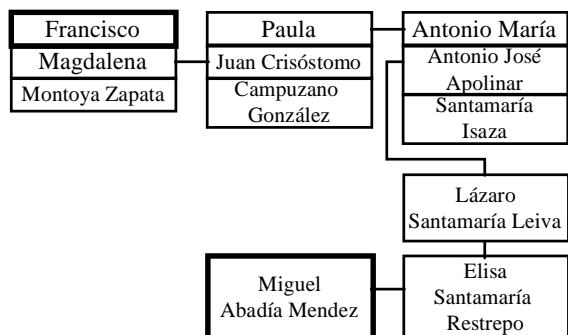 Francisco
Magdalena
Montoya Zapata
Paula
Juan Crisóstomo
Campuzano
González
Antonio María
Antonio José
Apolinar
Santamaría
Isaza
Lázaro
Santamaría Leiva
Miguel
Abadía Mendez
Elisa
Santamaría
Restrepo